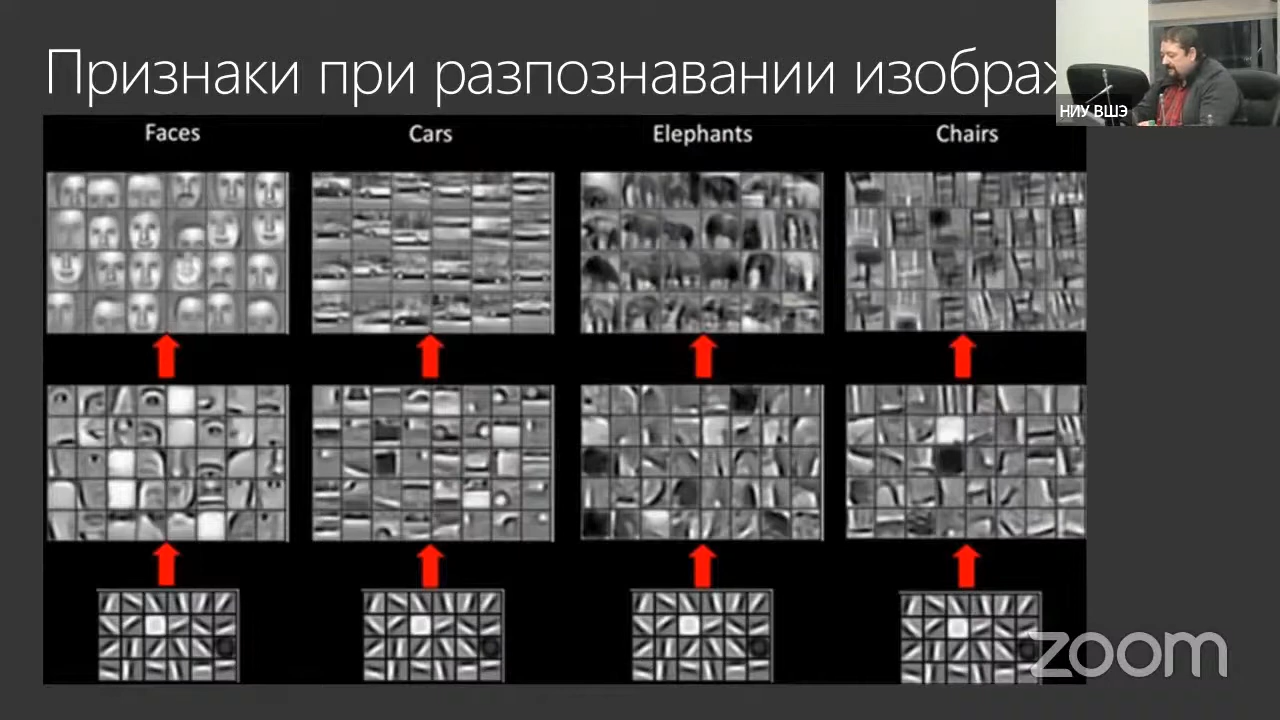 Признаки при разпознавании изображ
НИУ ВШЭ
Faces Cars Elephants Chairs
zoom